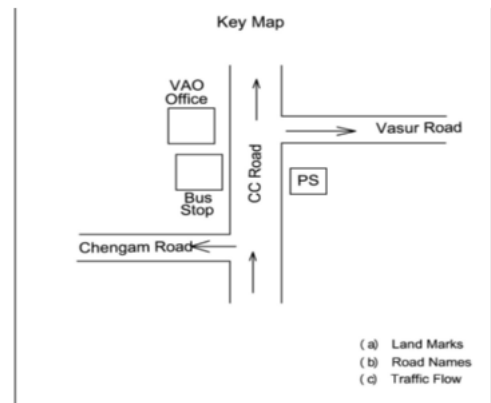 Key Map
VAO
Office
Vasur Road
CC Road
PS
Bus
Stop
Chengam Road
(a) Land Marks
(b) Road Names
(c) Traffic Flow